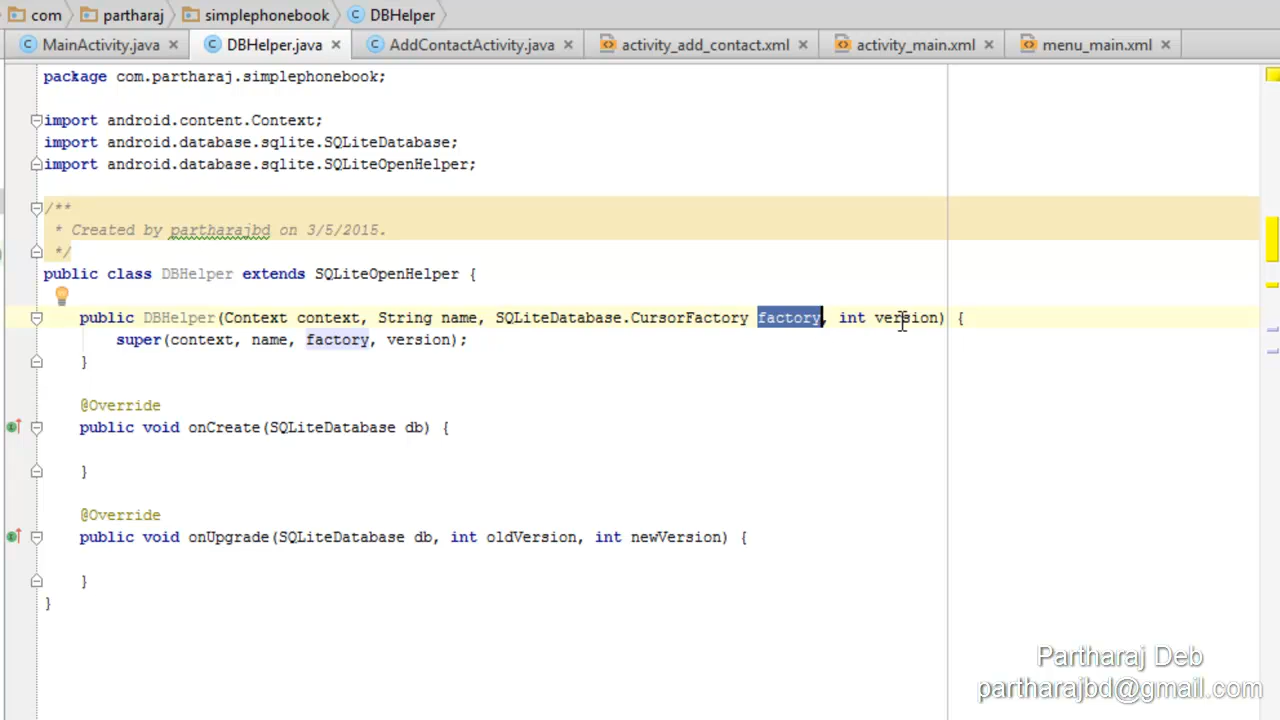 com partharaj simplephonebook DBHelper
MainActivity.java DBHelper.java AddContactActivity.java activity_add_contact.xml activity_main.xml menu_main.xml
package com.partharaj.simplephonebook;
import android.content.Context;
import android.database.sqlite.SQLiteDatabase;
import android.database.sqlite.SQLiteOpenHelper;
/**
* Created by partharajbd on 3/5/2015.
*/
public class DBHelper extends SQLiteOpenHelper {
public DBHelper(Context context, String name, SQLiteDatabase.CursorFactory factory, int version) {
super(context, name, factory, version);
}
@Override
public void onCreate(SQLiteDatabase db) {
}
@Override
public void onUpgrade(SQLiteDatabase db, int oldVersion, int newVersion) {
}
}
Partharaj Deb
partharajbd@gmail.com